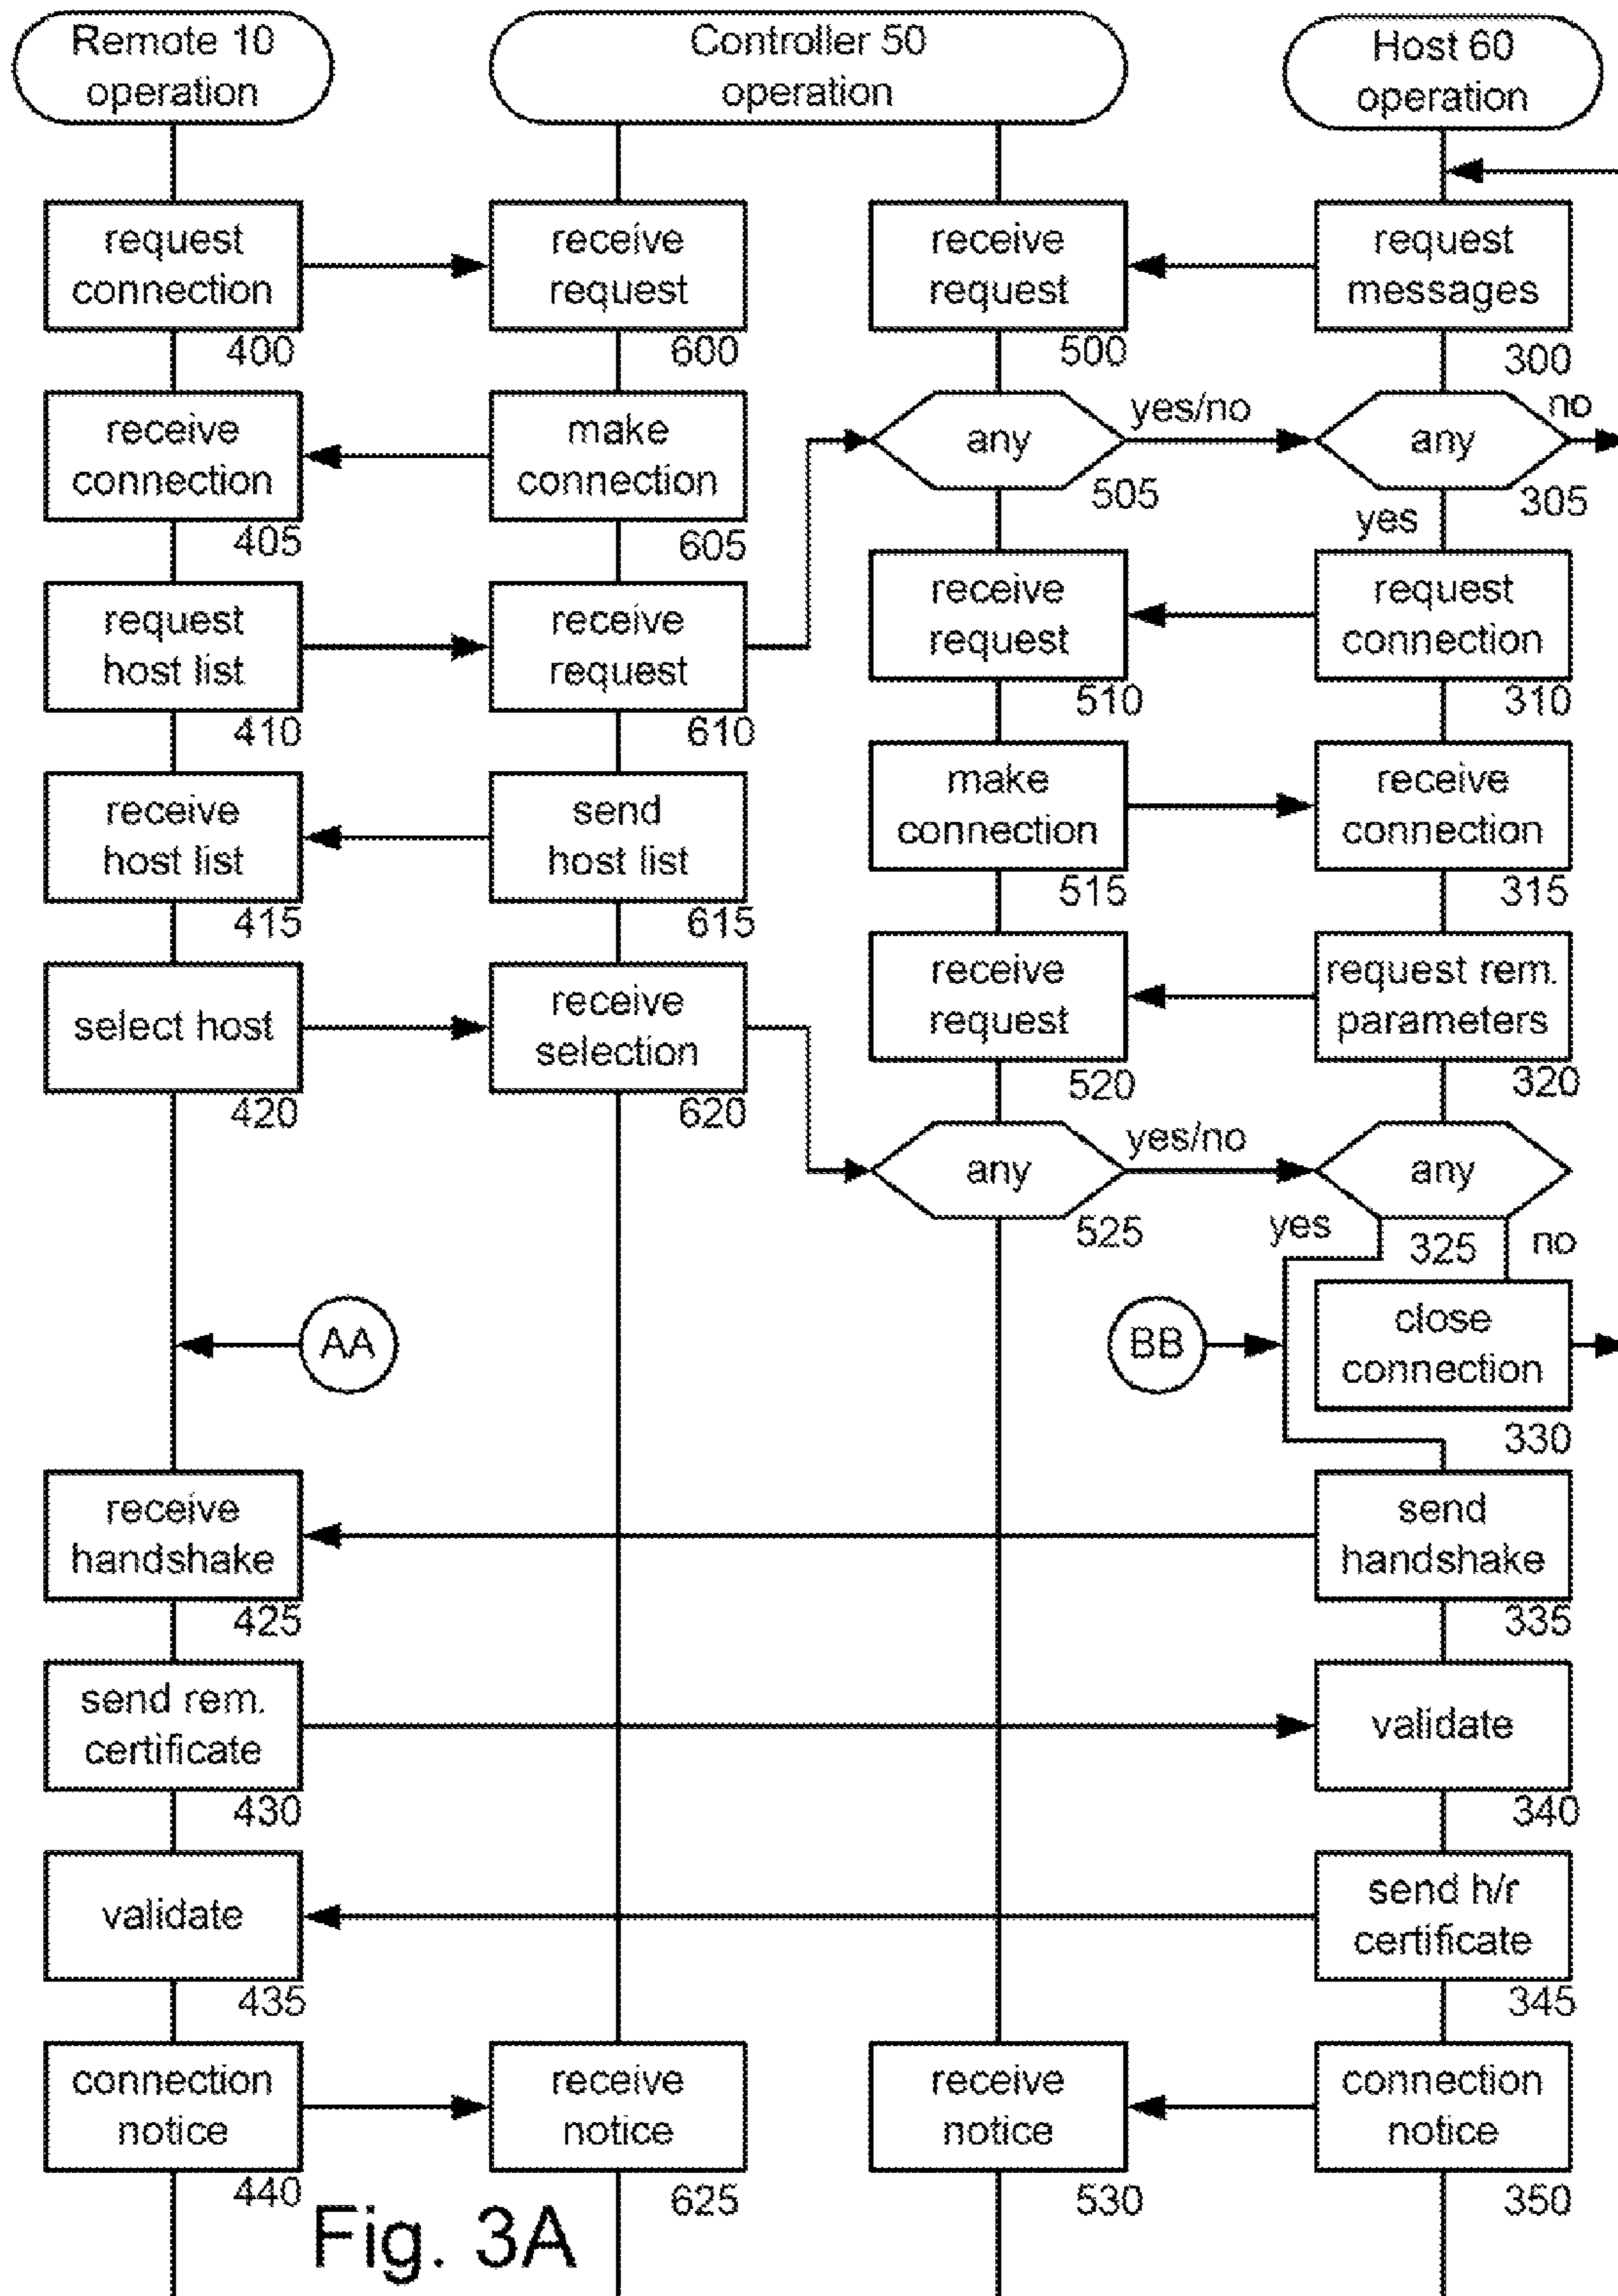 Remote 10
operation
Controller 50
operation
Host 60
operation
request
connection
400
receive
request
600
receive
request
500
request
messages
300
receive
connection
405
make
connection
605
any
505
yes/no
any
305
no
yes
request
host list
410
receive
request
610
receive
request
510
request
connection
310
receive
host list
415
send
host list
615
make
connection
515
receive
connection
315
select host
420
receive
selection
620
receive
request
520
request rem.
parameters
320
any
525
yes/no
any
325
yes
no
AA
BB
close
connection
330
receive
handshake
425
send
handshake
335
send rem.
certificate
430
validate
340
validate
435
send h/r
certificate
345
connection
notice
440
receive
notice
625
receive
notice
530
connection
notice
350
Fig. 3A